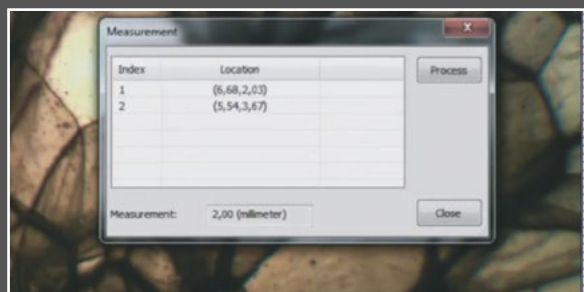 Measurement
Index Location Process
1 (6,68,2,03)
2 (5,54,3,67)
Measurement: 2,00 (millimeter) Close